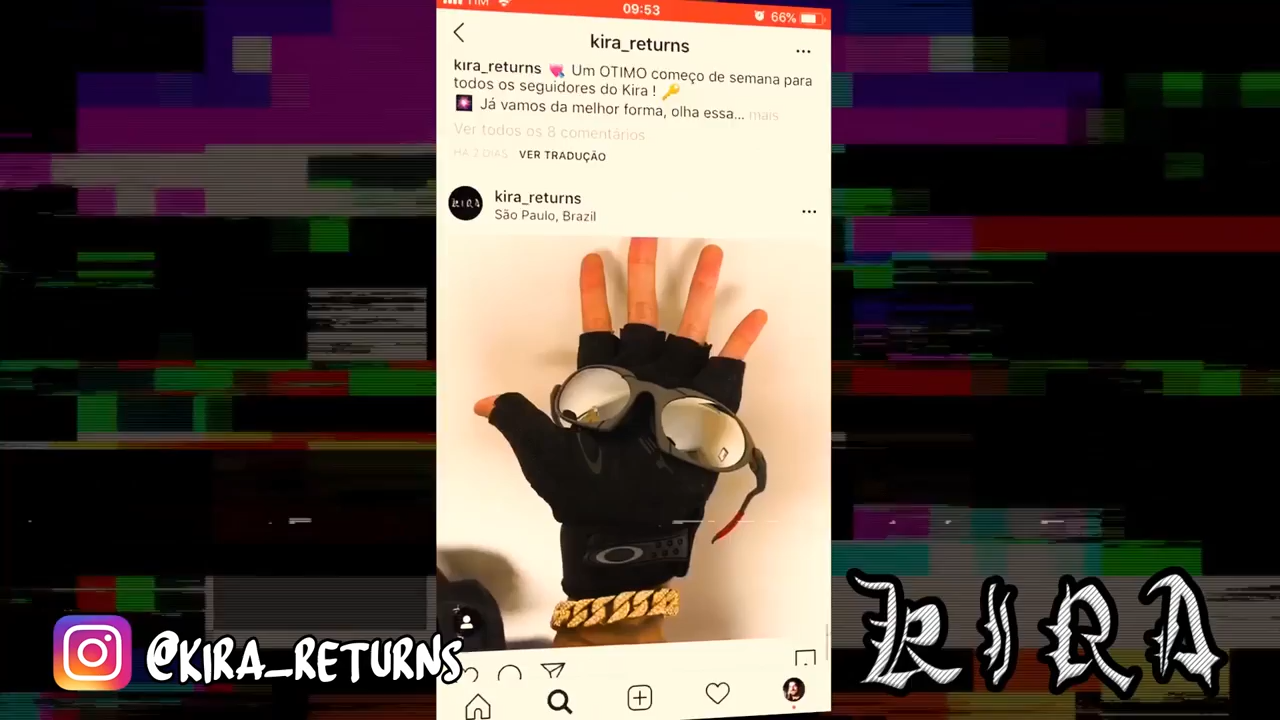 TIM 09:53 66%
kira_returns
kira_returns 💘 Um OTIMO começo de semana para
todos os seguidores do Kira ! 🔑
🎆 Já vamos da melhor forma, olha essa... mais
Ver todos os 8 comentários
HÁ 2 DIAS VER TRADUÇÃO
KIRA
kira_returns
São Paulo, Brazil
@KIRA_RETURNS
KIRA